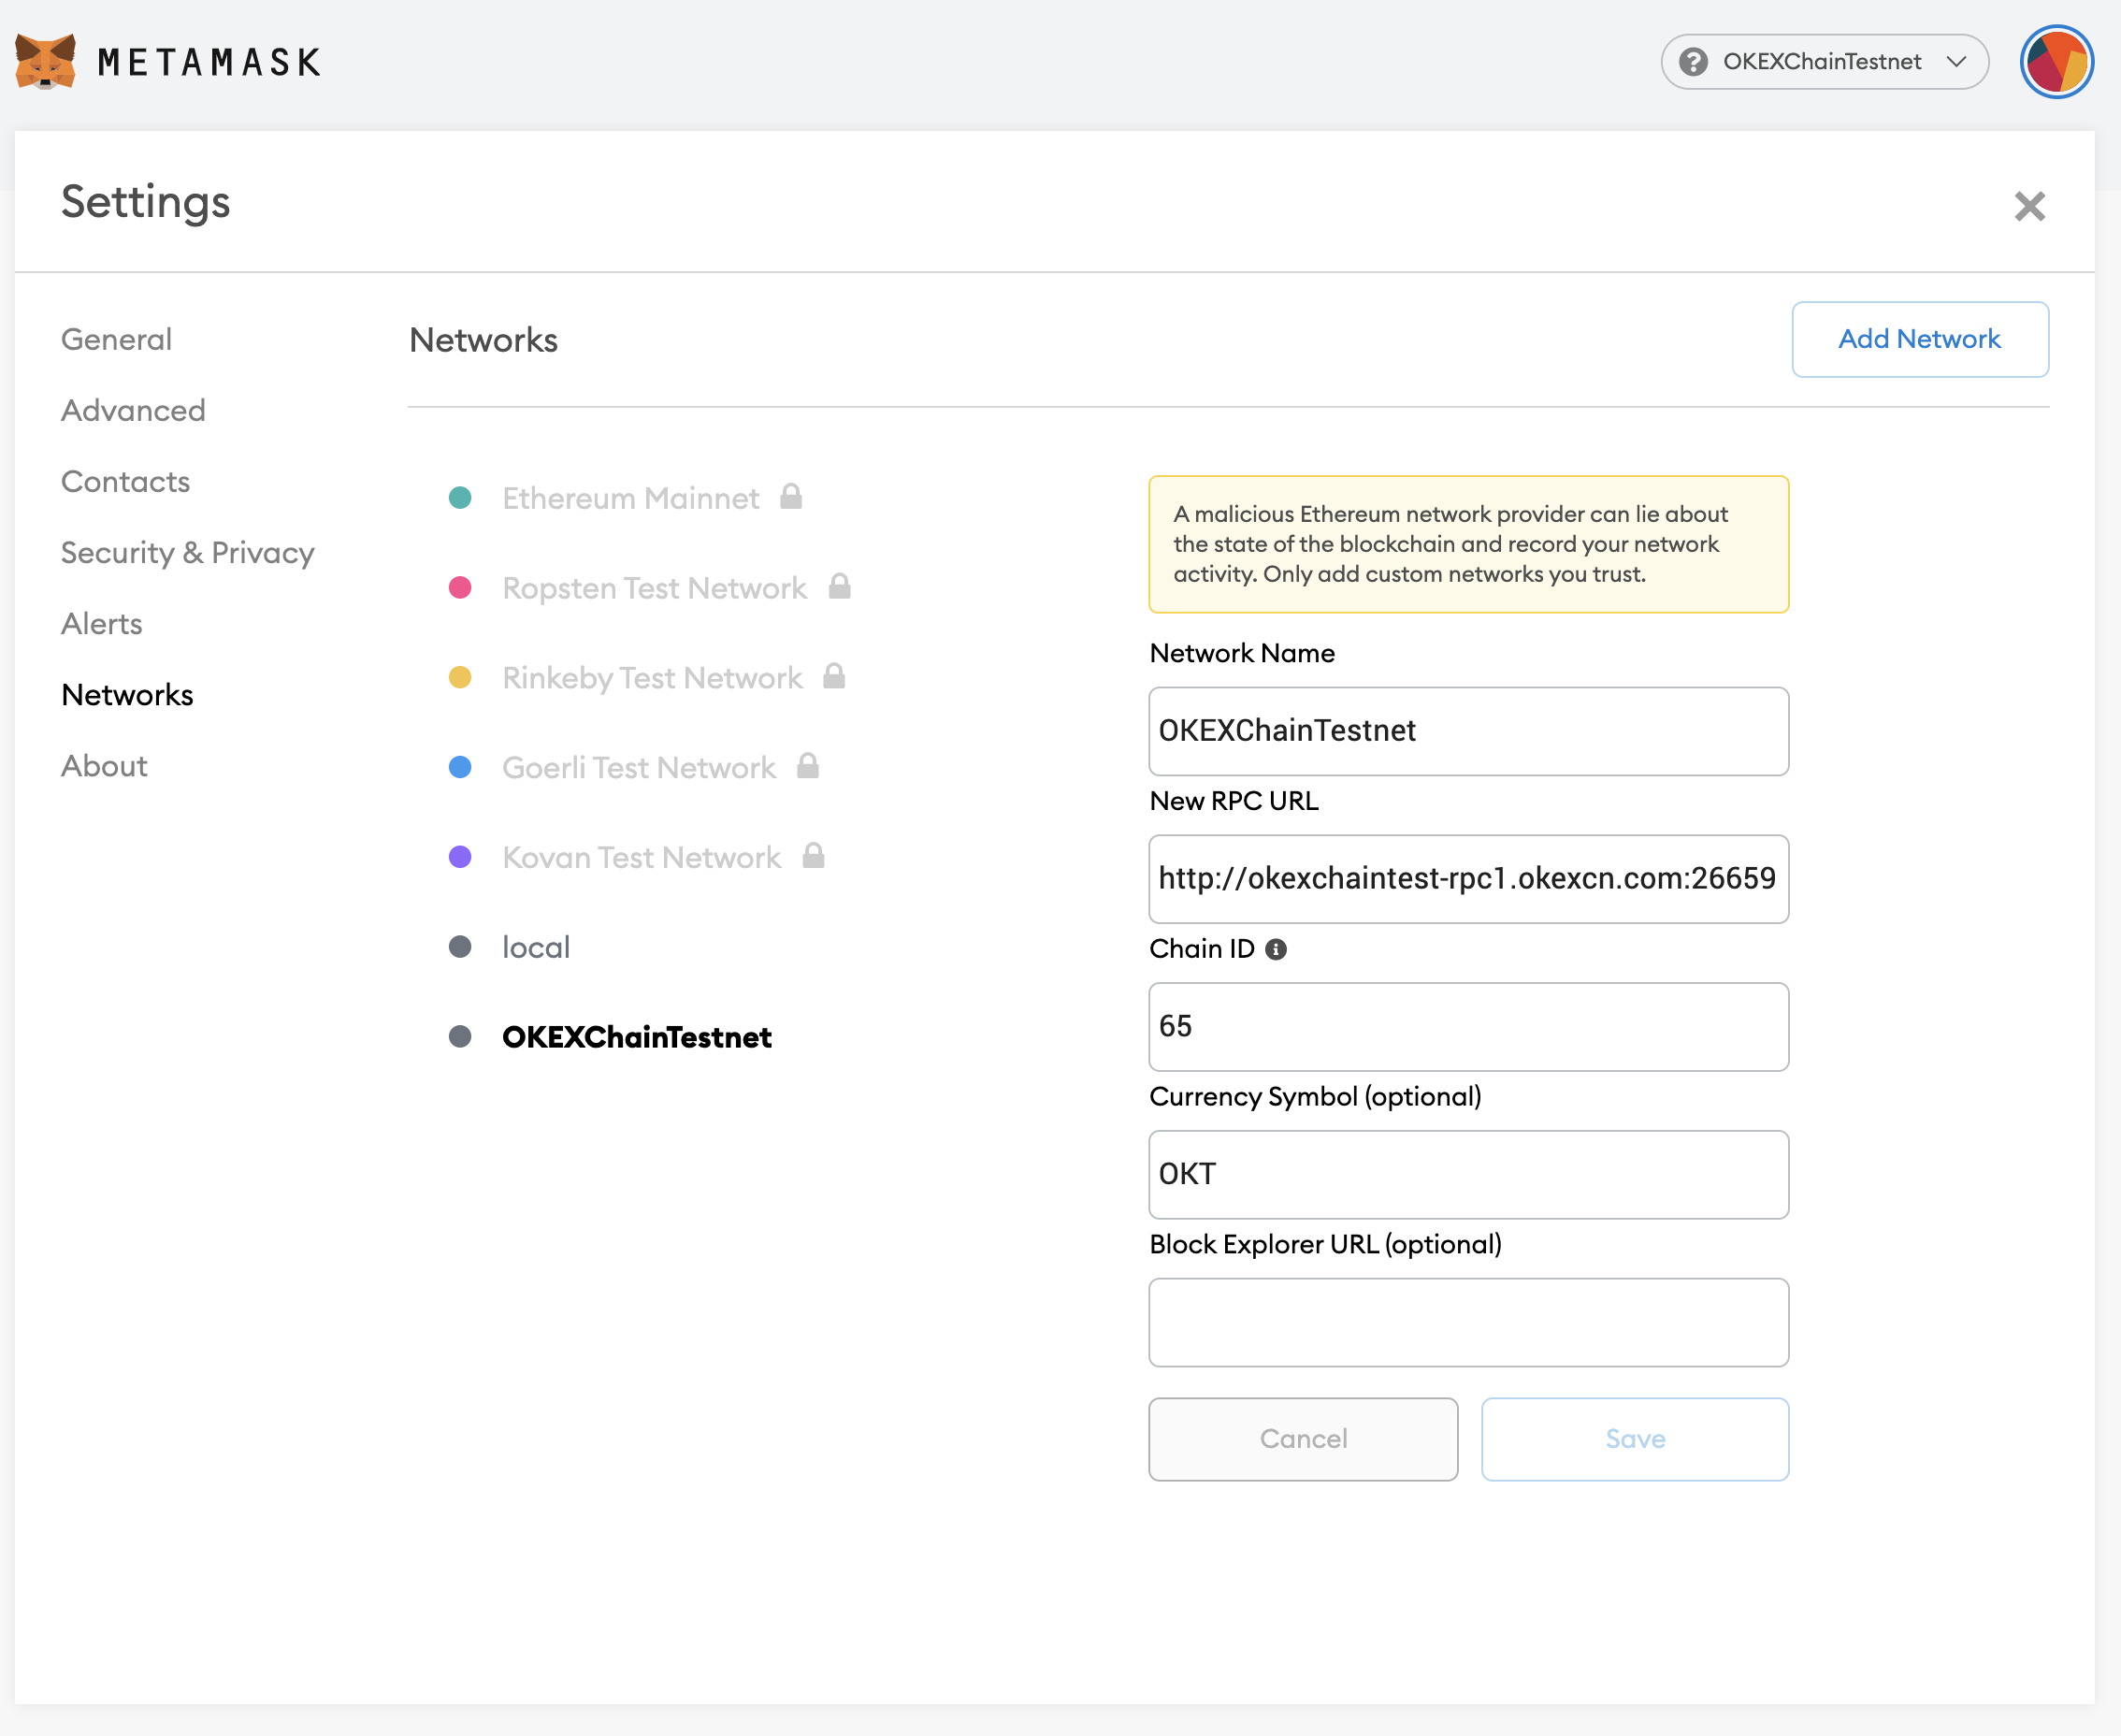 METAMASK
OKEXChainTestnet
Settings
General
Advanced
Contacts
Security & Privacy
Alerts
Networks
About
Networks
Add Network
Ethereum Mainnet
Ropsten Test Network
Rinkeby Test Network
Goerli Test Network
Kovan Test Network
local
OKEXChainTestnet
A malicious Ethereum network provider can lie about
the state of the blockchain and record your network
activity. Only add custom networks you trust.
Network Name
OKEXChainTestnet
New RPC URL
http://okexchaintest-rpc1.okexcn.com:26659
Chain ID
65
Currency Symbol (optional)
OKT
Block Explorer URL (optional)
Cancel
Save